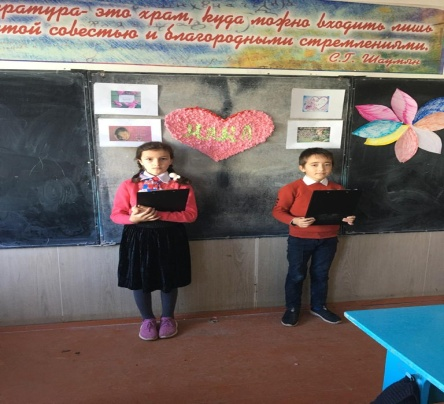 ратура- это храм, куда можно входить лишь
той совестью и благородными стремлениями.
С.Г. Шаумян